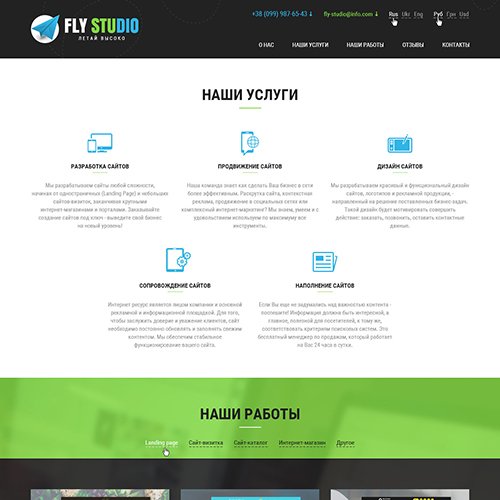 FLY STUDIO
ЛЕТАЙ ВЫСОКО
+38 (099) 987-65-43 fly-studio@info.com Rus Ukr Eng Руб Грн Usd
О НАС НАШИ УСЛУГИ НАШИ РАБОТЫ ОТЗЫВЫ КОНТАКТЫ
НАШИ УСЛУГИ
РАЗРАБОТКА САЙТОВ
Мы разрабатываем сайты любой сложности,
начиная от одностраничных (Landing Page) и небольших
сайтов-визиток, заканчивая крупными
интернет-магазинами и порталами. Заказывайте
создание сайтов под ключ - выведите свой бизнес
на новый уровень!
ПРОДВИЖЕНИЕ САЙТОВ
Наша команда знает как сделать Ваш бизнес в сети
более эффективным. Раскрутка сайта, контекстная
реклама, продвижение в социальных сетях или
комплексный интернет-маркетинг? Мы знаем, умеем и с
удовольствием используем по максимуму все
инструменты.
ДИЗАЙН САЙТОВ
Мы разрабатываем красивый и функциональный дизайн
сайтов, логотипов и рекламной продукции,
направленный на решение поставленных бизнес-задач.
Такой дизайн будет мотивировать совершить
действие: заказать, позвонить, оставить контактные
данные.
СОПРОВОЖДЕНИЕ САЙТОВ
Интернет ресурс является лицом компании и основной
рекламной и информационной площадкой. Для того,
чтобы заслужить доверие и уважение клиентов, сайт
необходимо постоянно обновлять и заполнять свежим
контентом. Мы обеспечим стабильное
функционирование вашего сайта.
НАПОЛНЕНИЕ САЙТОВ
Если Вы еще не задумались над важностью контента -
поспешите! Информация должна быть интересной, в
главное, полезной для посетителей, к тому же,
соответствовать критериям поисковых систем. Это
бесплатный менеджер по продажам, который работает
на Вас 24 часа в сутки.
НАШИ РАБОТЫ
Landing page Сайт-визитка Сайт-каталог Интернет-магазин Другое